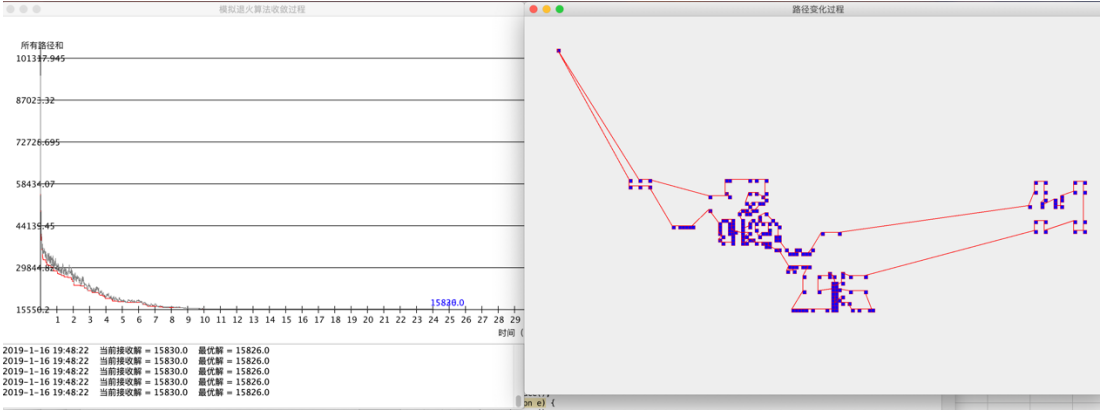 模拟退火算法收敛过程
路径变化过程
所有路径和
101317.945
87023.32
72726.695
58434.07
44139.45
29844.824
15550.2
15830.0
1 2 3 4 5 6 7 8 9 10 11 12 13 14 15 16 17 18 19 20 21 22 23 24 25 26 27 28 29
时间（
2019-1-16 19:48:22 当前接收解 = 15830.0 最优解 = 15826.0
2019-1-16 19:48:22 当前接收解 = 15830.0 最优解 = 15826.0
2019-1-16 19:48:22 当前接收解 = 15830.0 最优解 = 15826.0
2019-1-16 19:48:22 当前接收解 = 15830.0 最优解 = 15826.0
2019-1-16 19:48:22 当前接收解 = 15830.0 最优解 = 15826.0
on e) {